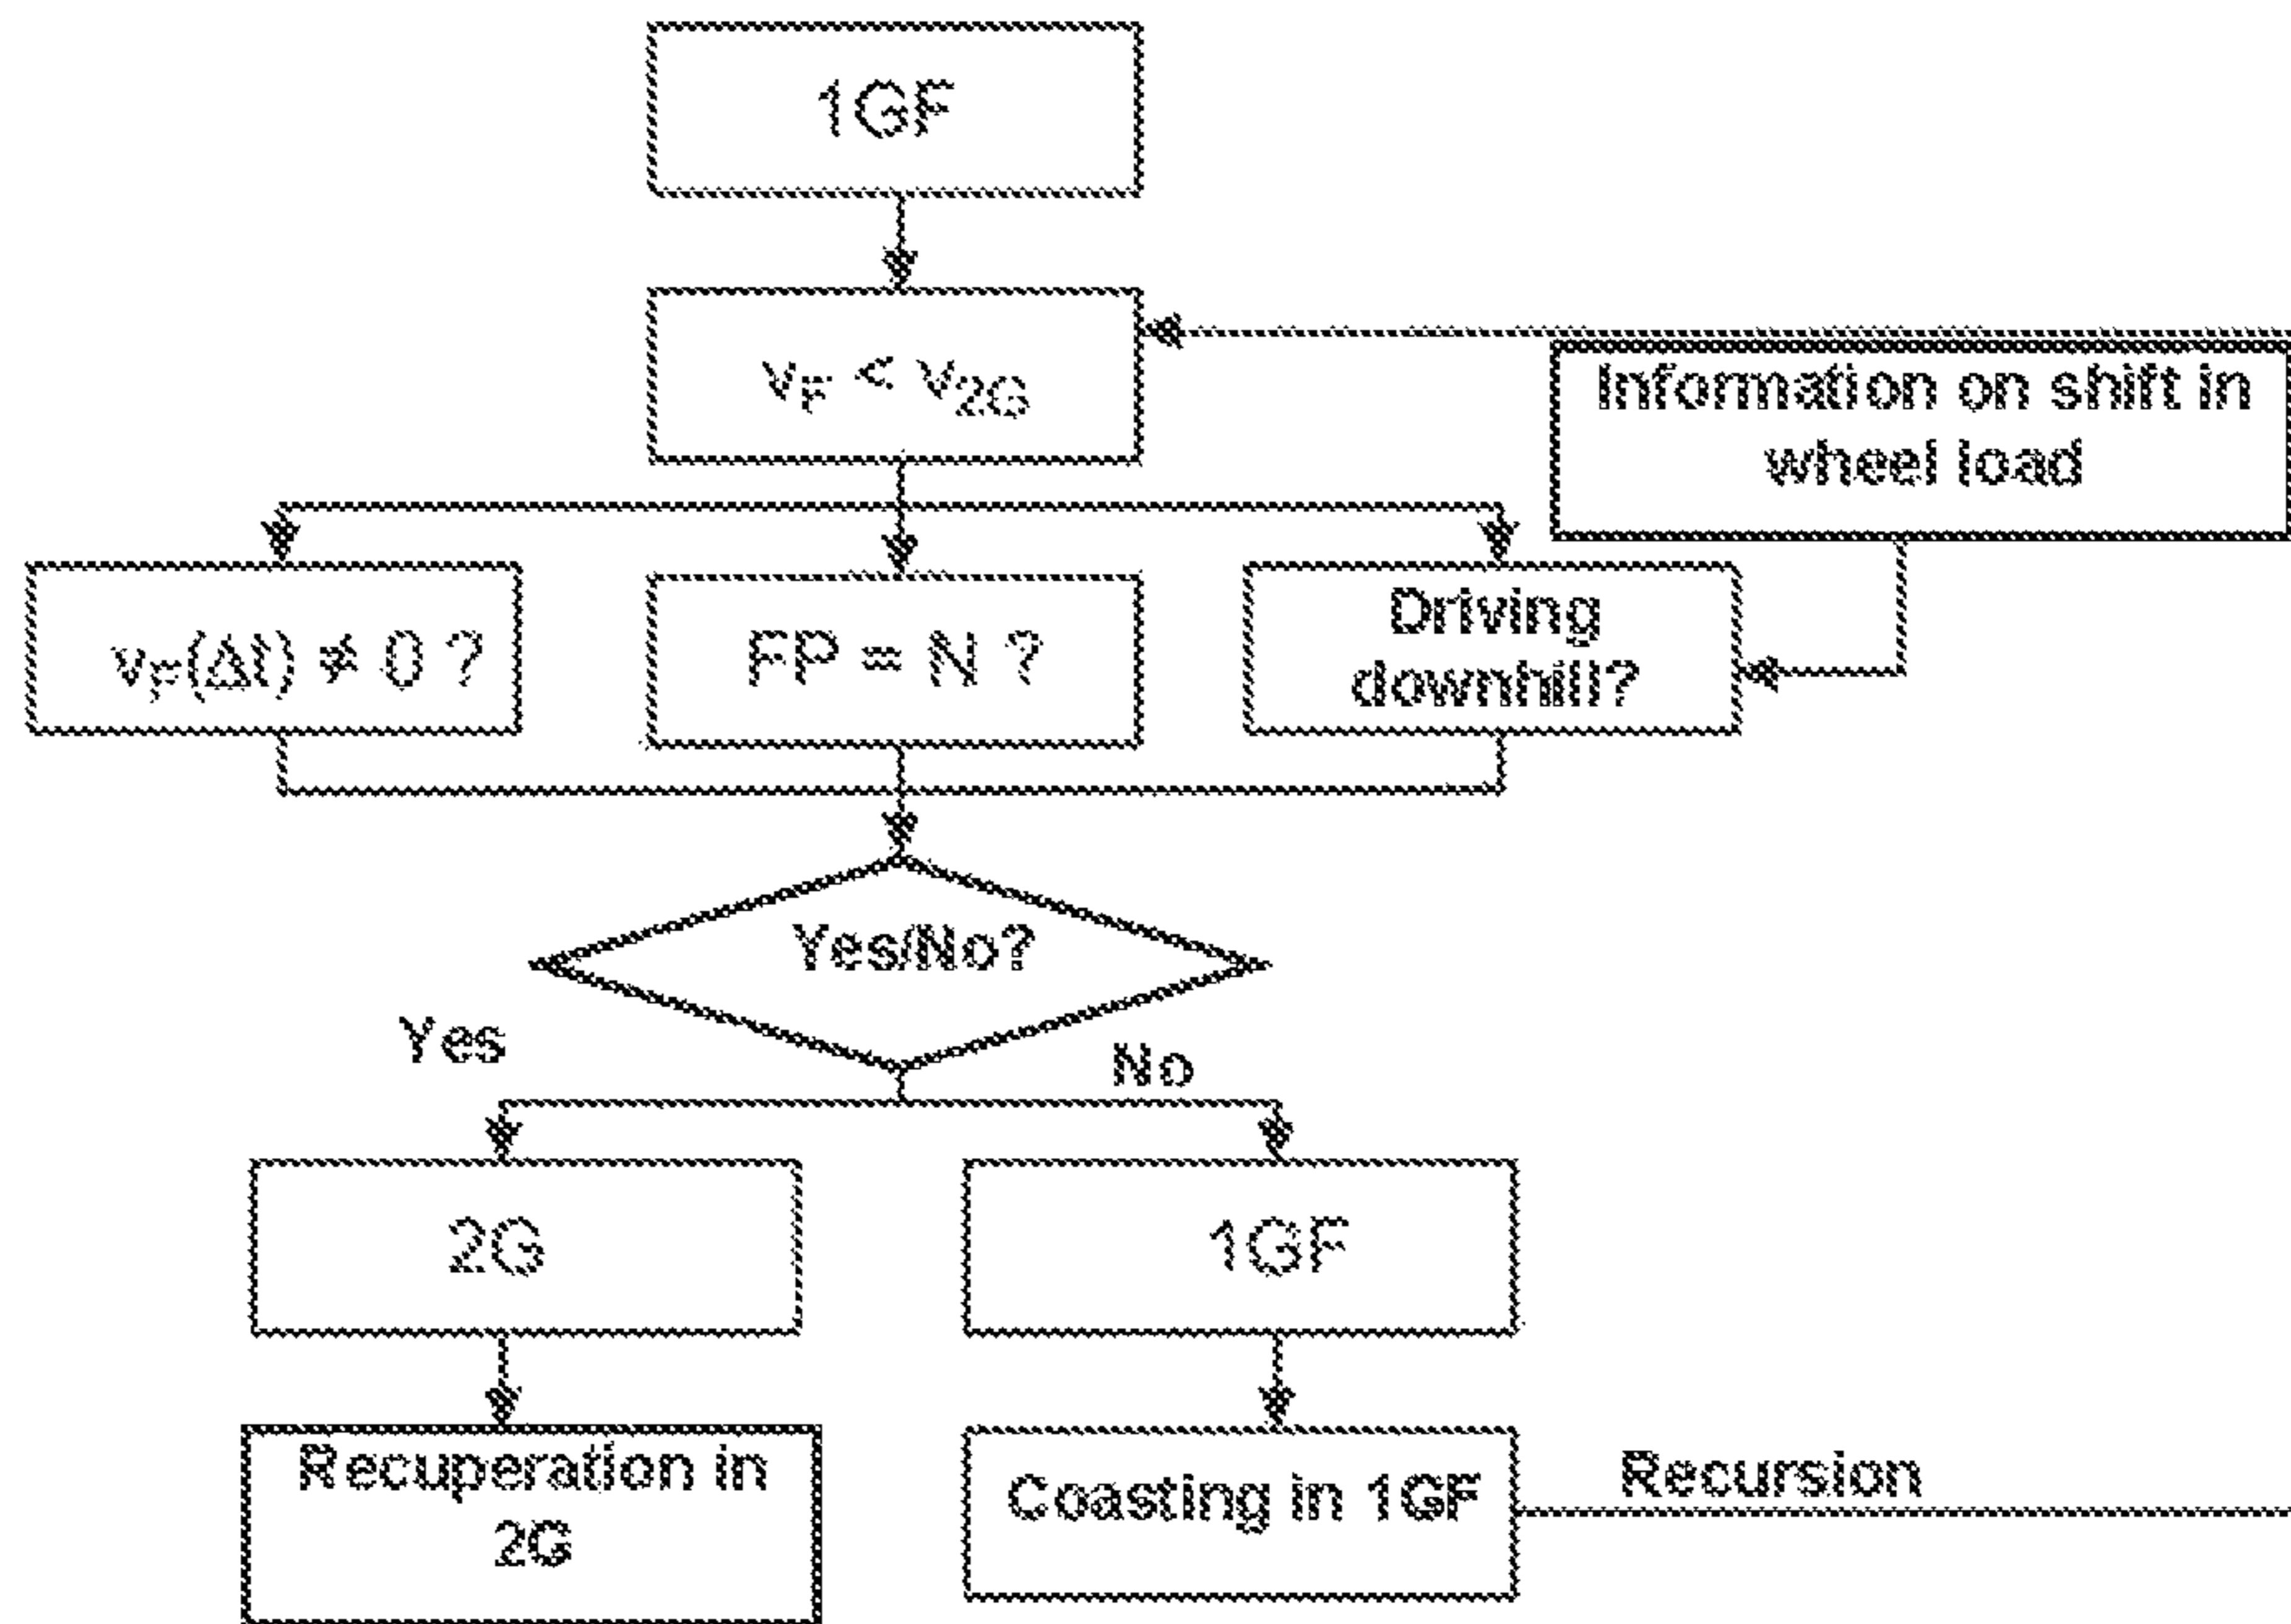 1GF
v_F < v_2G
Information on shift in
wheel load
v_F(Δt) ≠ 0 ?
FP = N ?
Driving
downhill?
Yes/No?
Yes
No
2G
1GF
Recuperation in
2G
Coasting in 1GF
Recursion